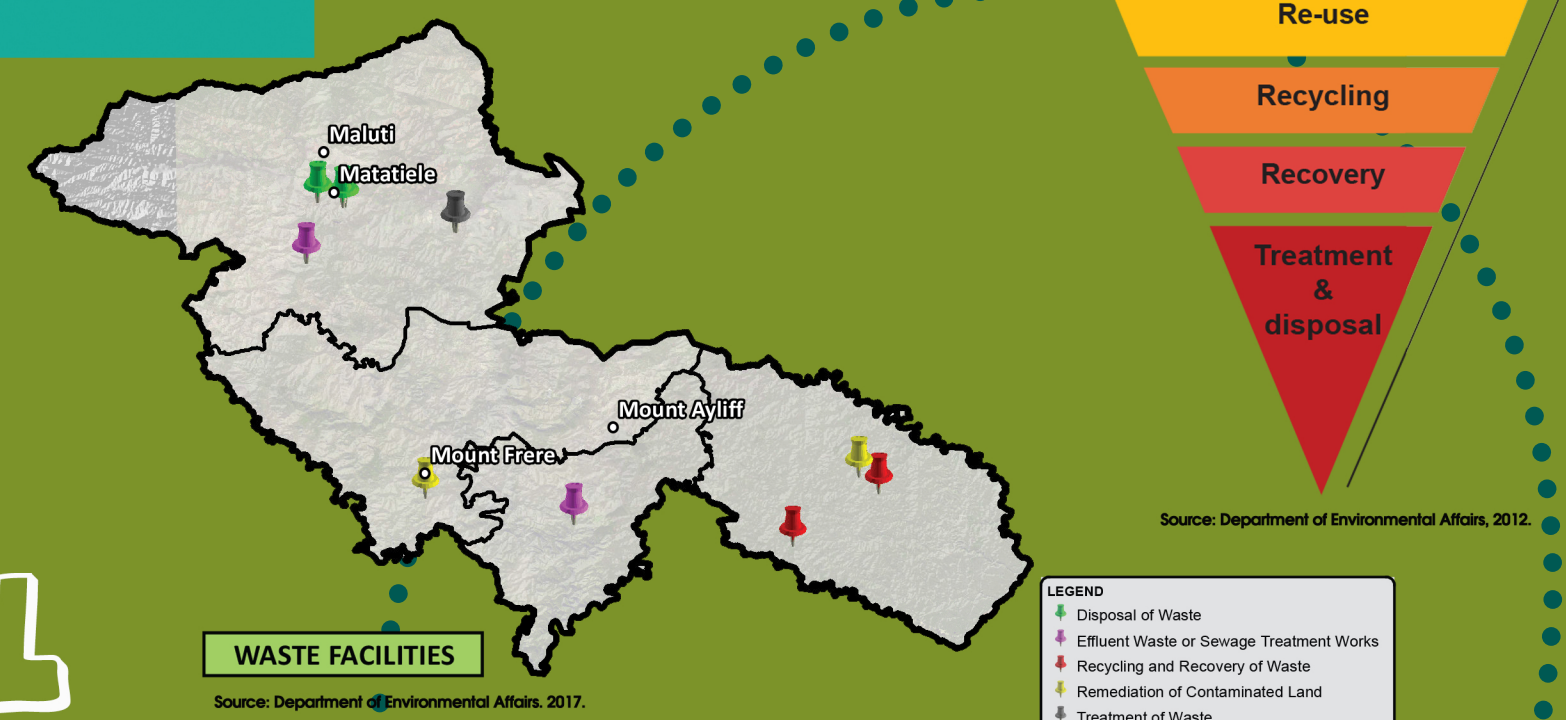 Re-use
Recycling
Recovery
Treatment
&
disposal
Source: Department of Environmental Affairs, 2012.
Maluti
Matatiele
Mount Ayliff
Mount Frere
WASTE FACILITIES
Source: Department of Environmental Affairs. 2017.
LEGEND
Disposal of Waste
Effluent Waste or Sewage Treatment Works
Recycling and Recovery of Waste
Remediation of Contaminated Land
Treatment of Waste